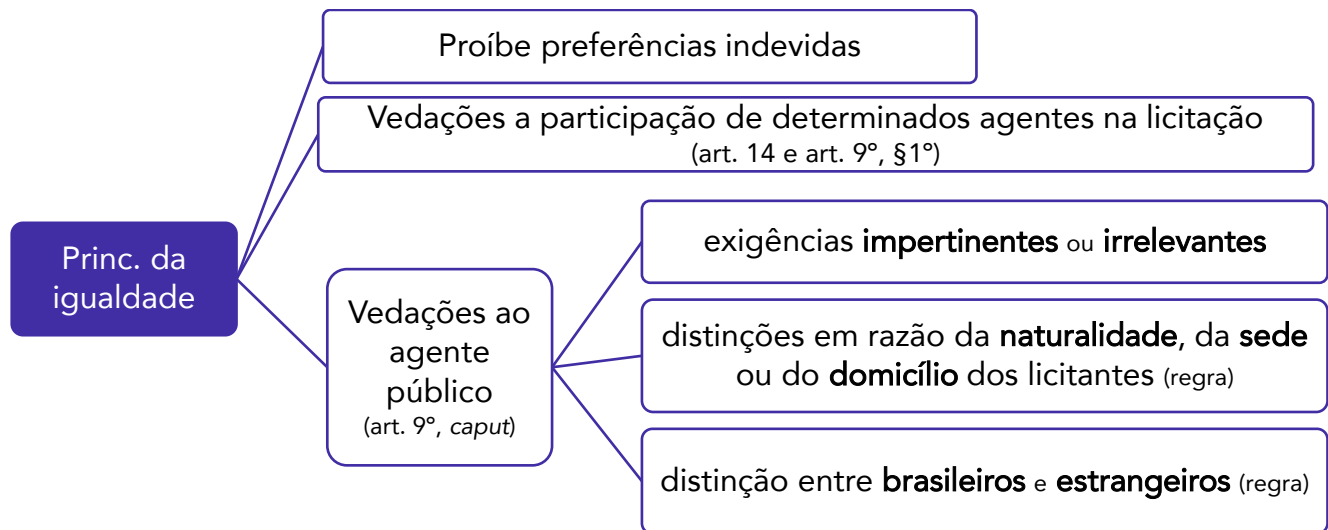 Proíbe preferências indevidas
Vedações a participação de determinados agentes na licitação
(art. 14 e art. 9º, §1º)
Princ. da
igualdade
Vedações ao
agente
público
(art. 9º, caput)
exigências impertinentes ou irrelevantes
distinções em razão da naturalidade, da sede
ou do domicílio dos licitantes (regra)
distinção entre brasileiros e estrangeiros (regra)